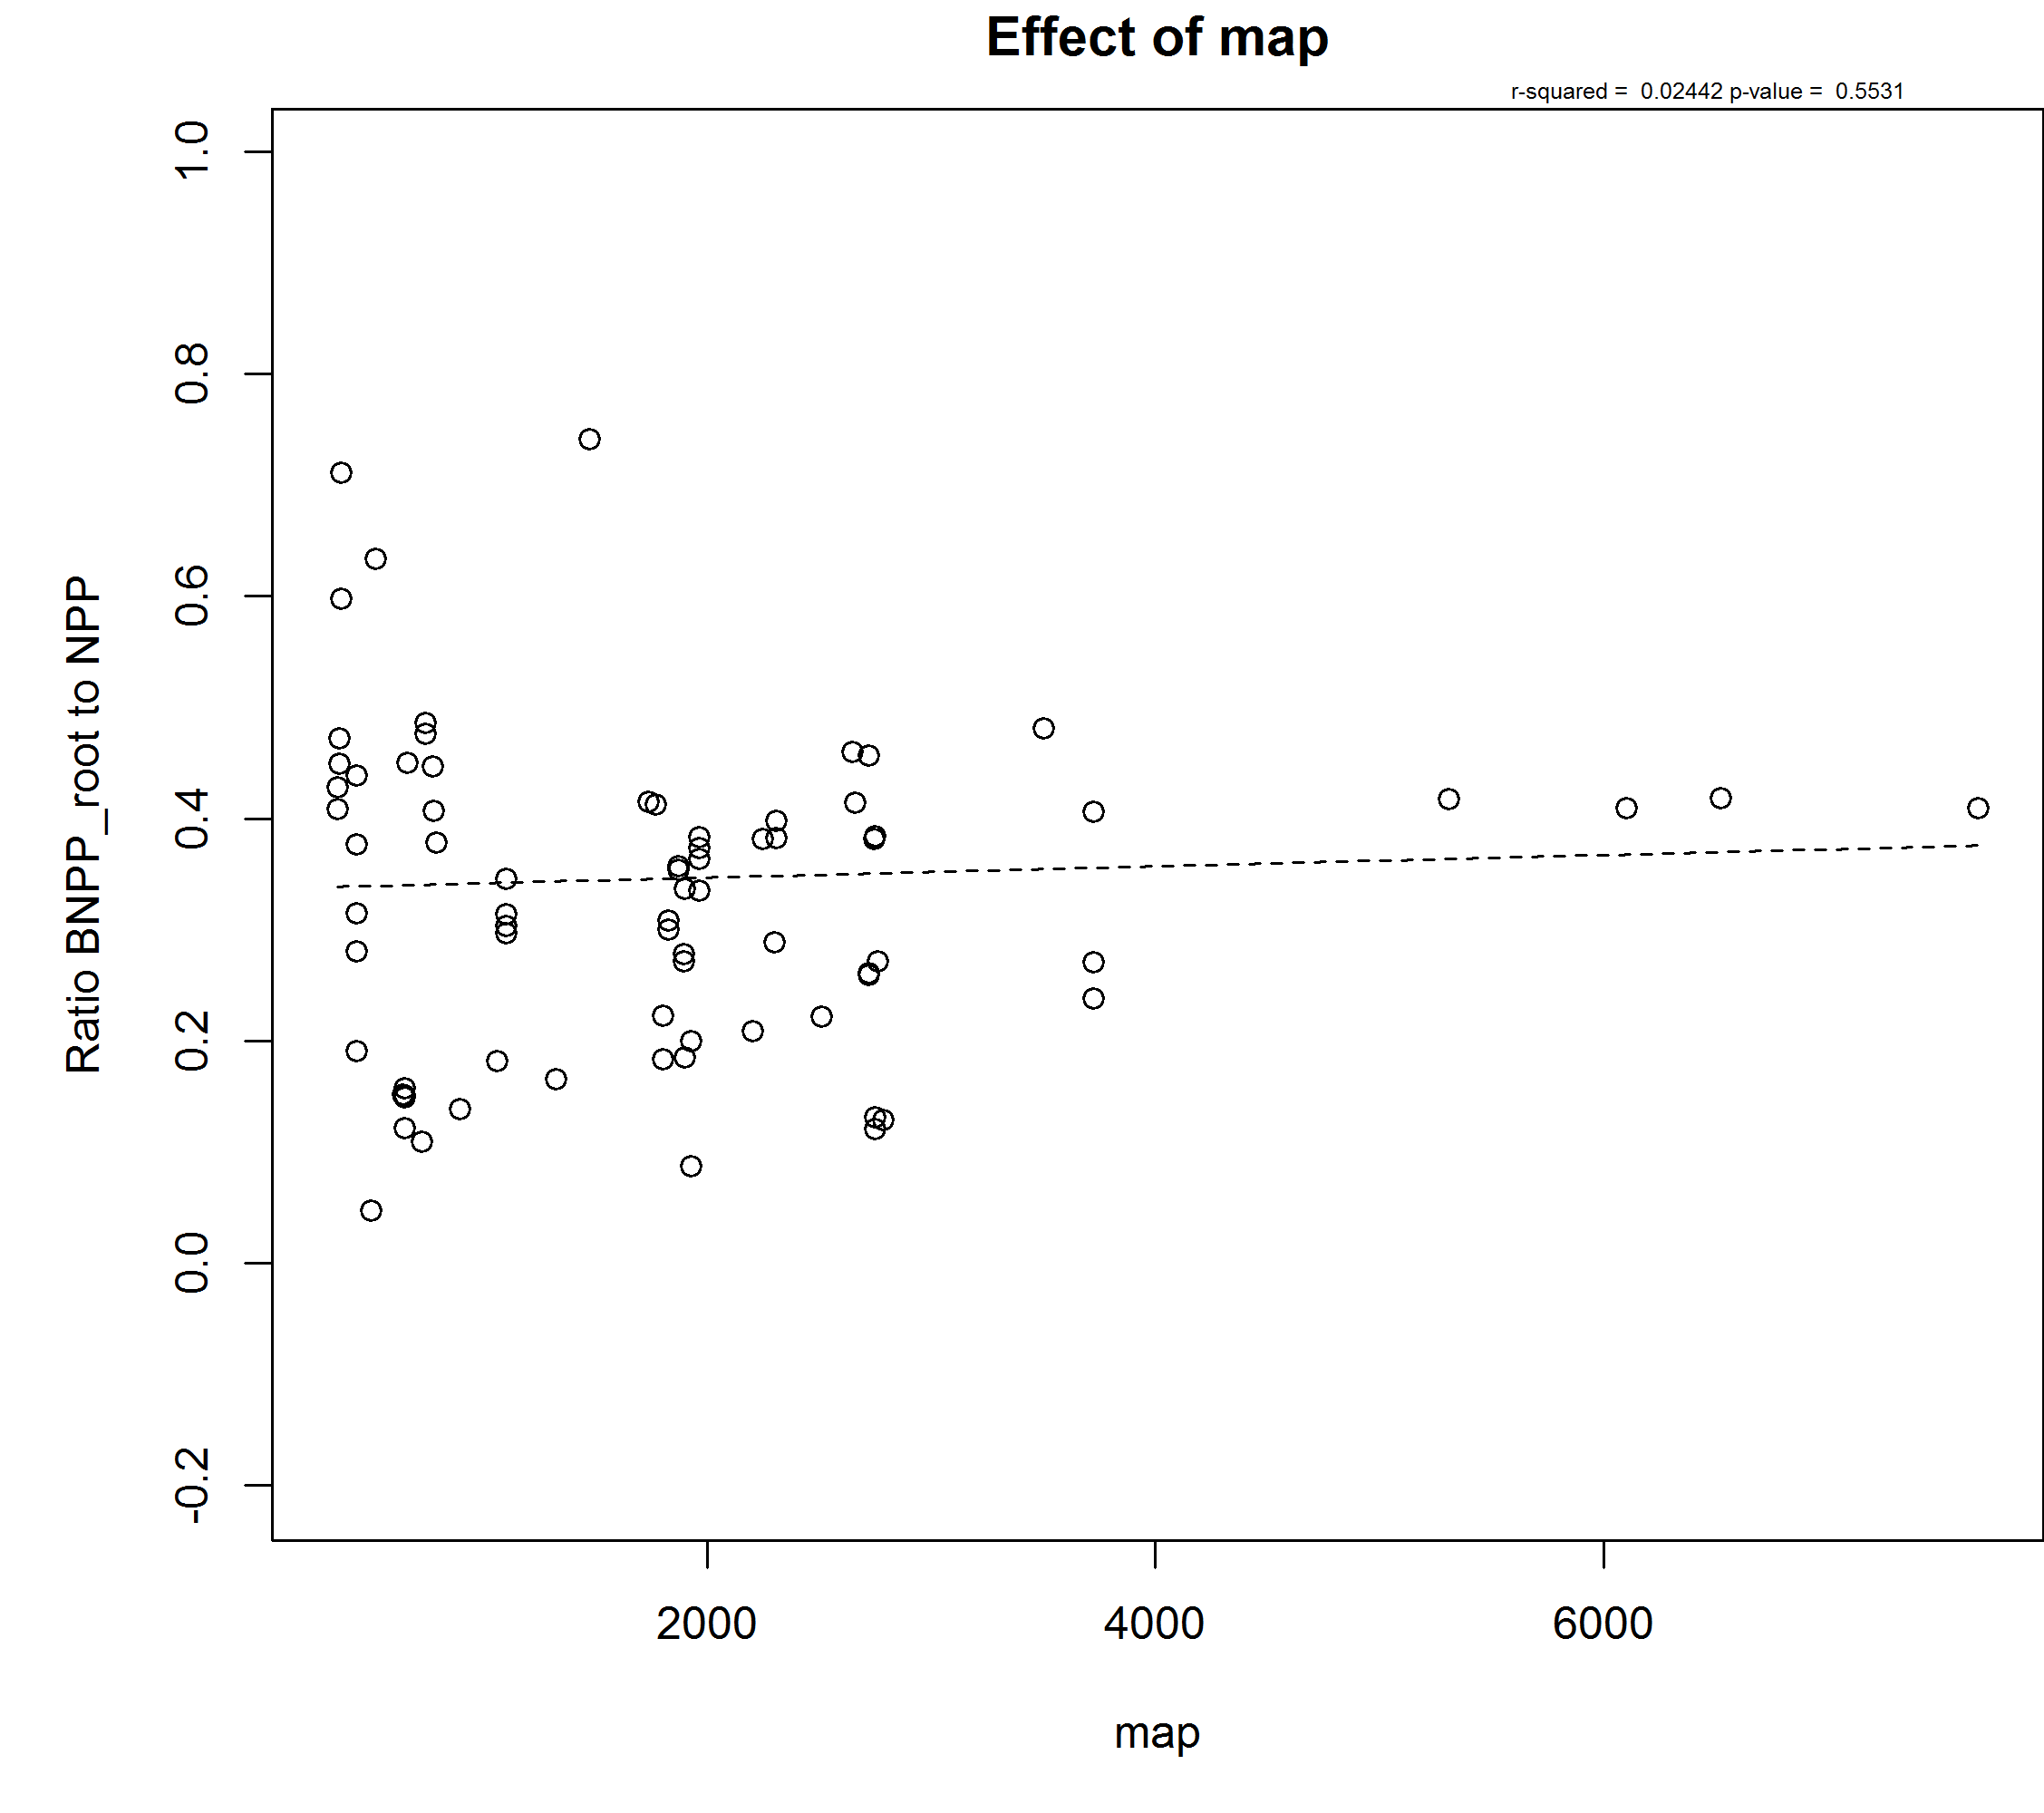 Effect of map
r-squared =  0.02442 p-value =  0.5531
Ratio BNPP_root to NPP
1.0
0.8
0.6
0.4
0.2
0.0
-0.2
2000 4000 6000
map